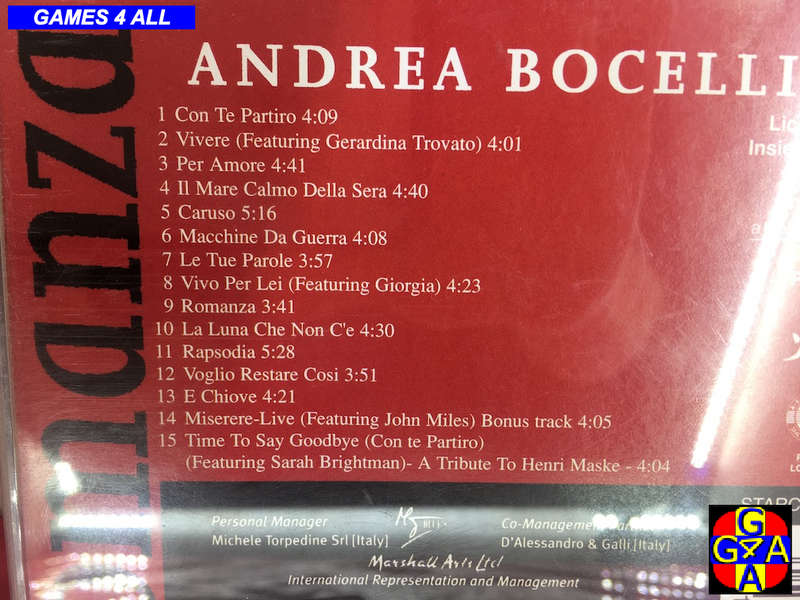 GAMES 4 ALL
ANDREA BOCELLI
1 Con Te Partiro 4:09
2 Vivere (Featuring Gerardina Trovato) 4:01
3 Per Amore 4:41
4 Il Mare Calmo Della Sera 4:40
5 Caruso 5:16
6 Macchine Da Guerra 4:08
7 Le Tue Parole 3:57
8 Vivo Per Lei (Featuring Giorgia) 4:23
9 Romanza 3:41
10 La Luna Che Non C'e 4:30
11 Rapsodia 5:28
12 Voglio Restare Cosi 3:51
13 E Chiove 4:21
14 Miserere-Live (Featuring John Miles) Bonus track 4:05
15 Time To Say Goodbye (Con te Partiro)
(Featuring Sarah Brightman)- A Tribute To Henri Maske - 4:04
Personal Manager
Michele Torpedine Srl [Italy]
Co-Management
D'Alessandro & Galli [Italy]
Marshall Arts Ltd
International Representation and Management
G
G4A
A